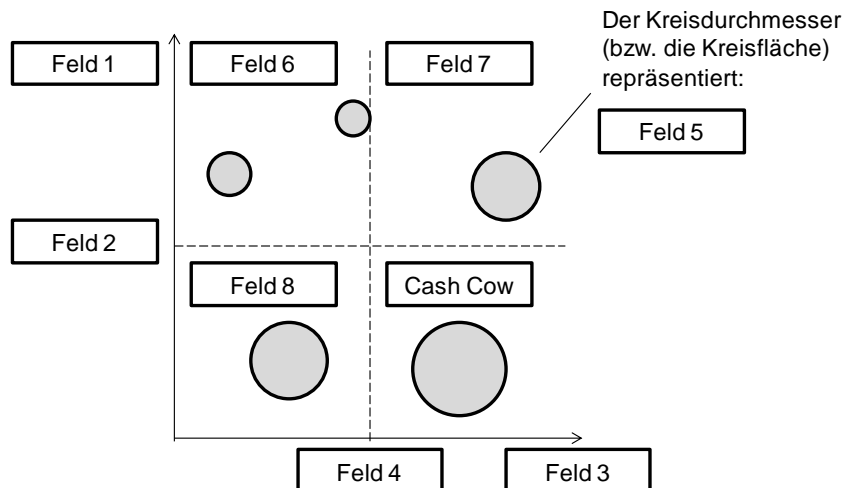 Der Kreisdurchmesser
(bzw. die Kreisfläche)
repräsentiert:
Feld 1
Feld 6
Feld 7
Feld 5
Feld 2
Feld 8
Cash Cow
Feld 4
Feld 3